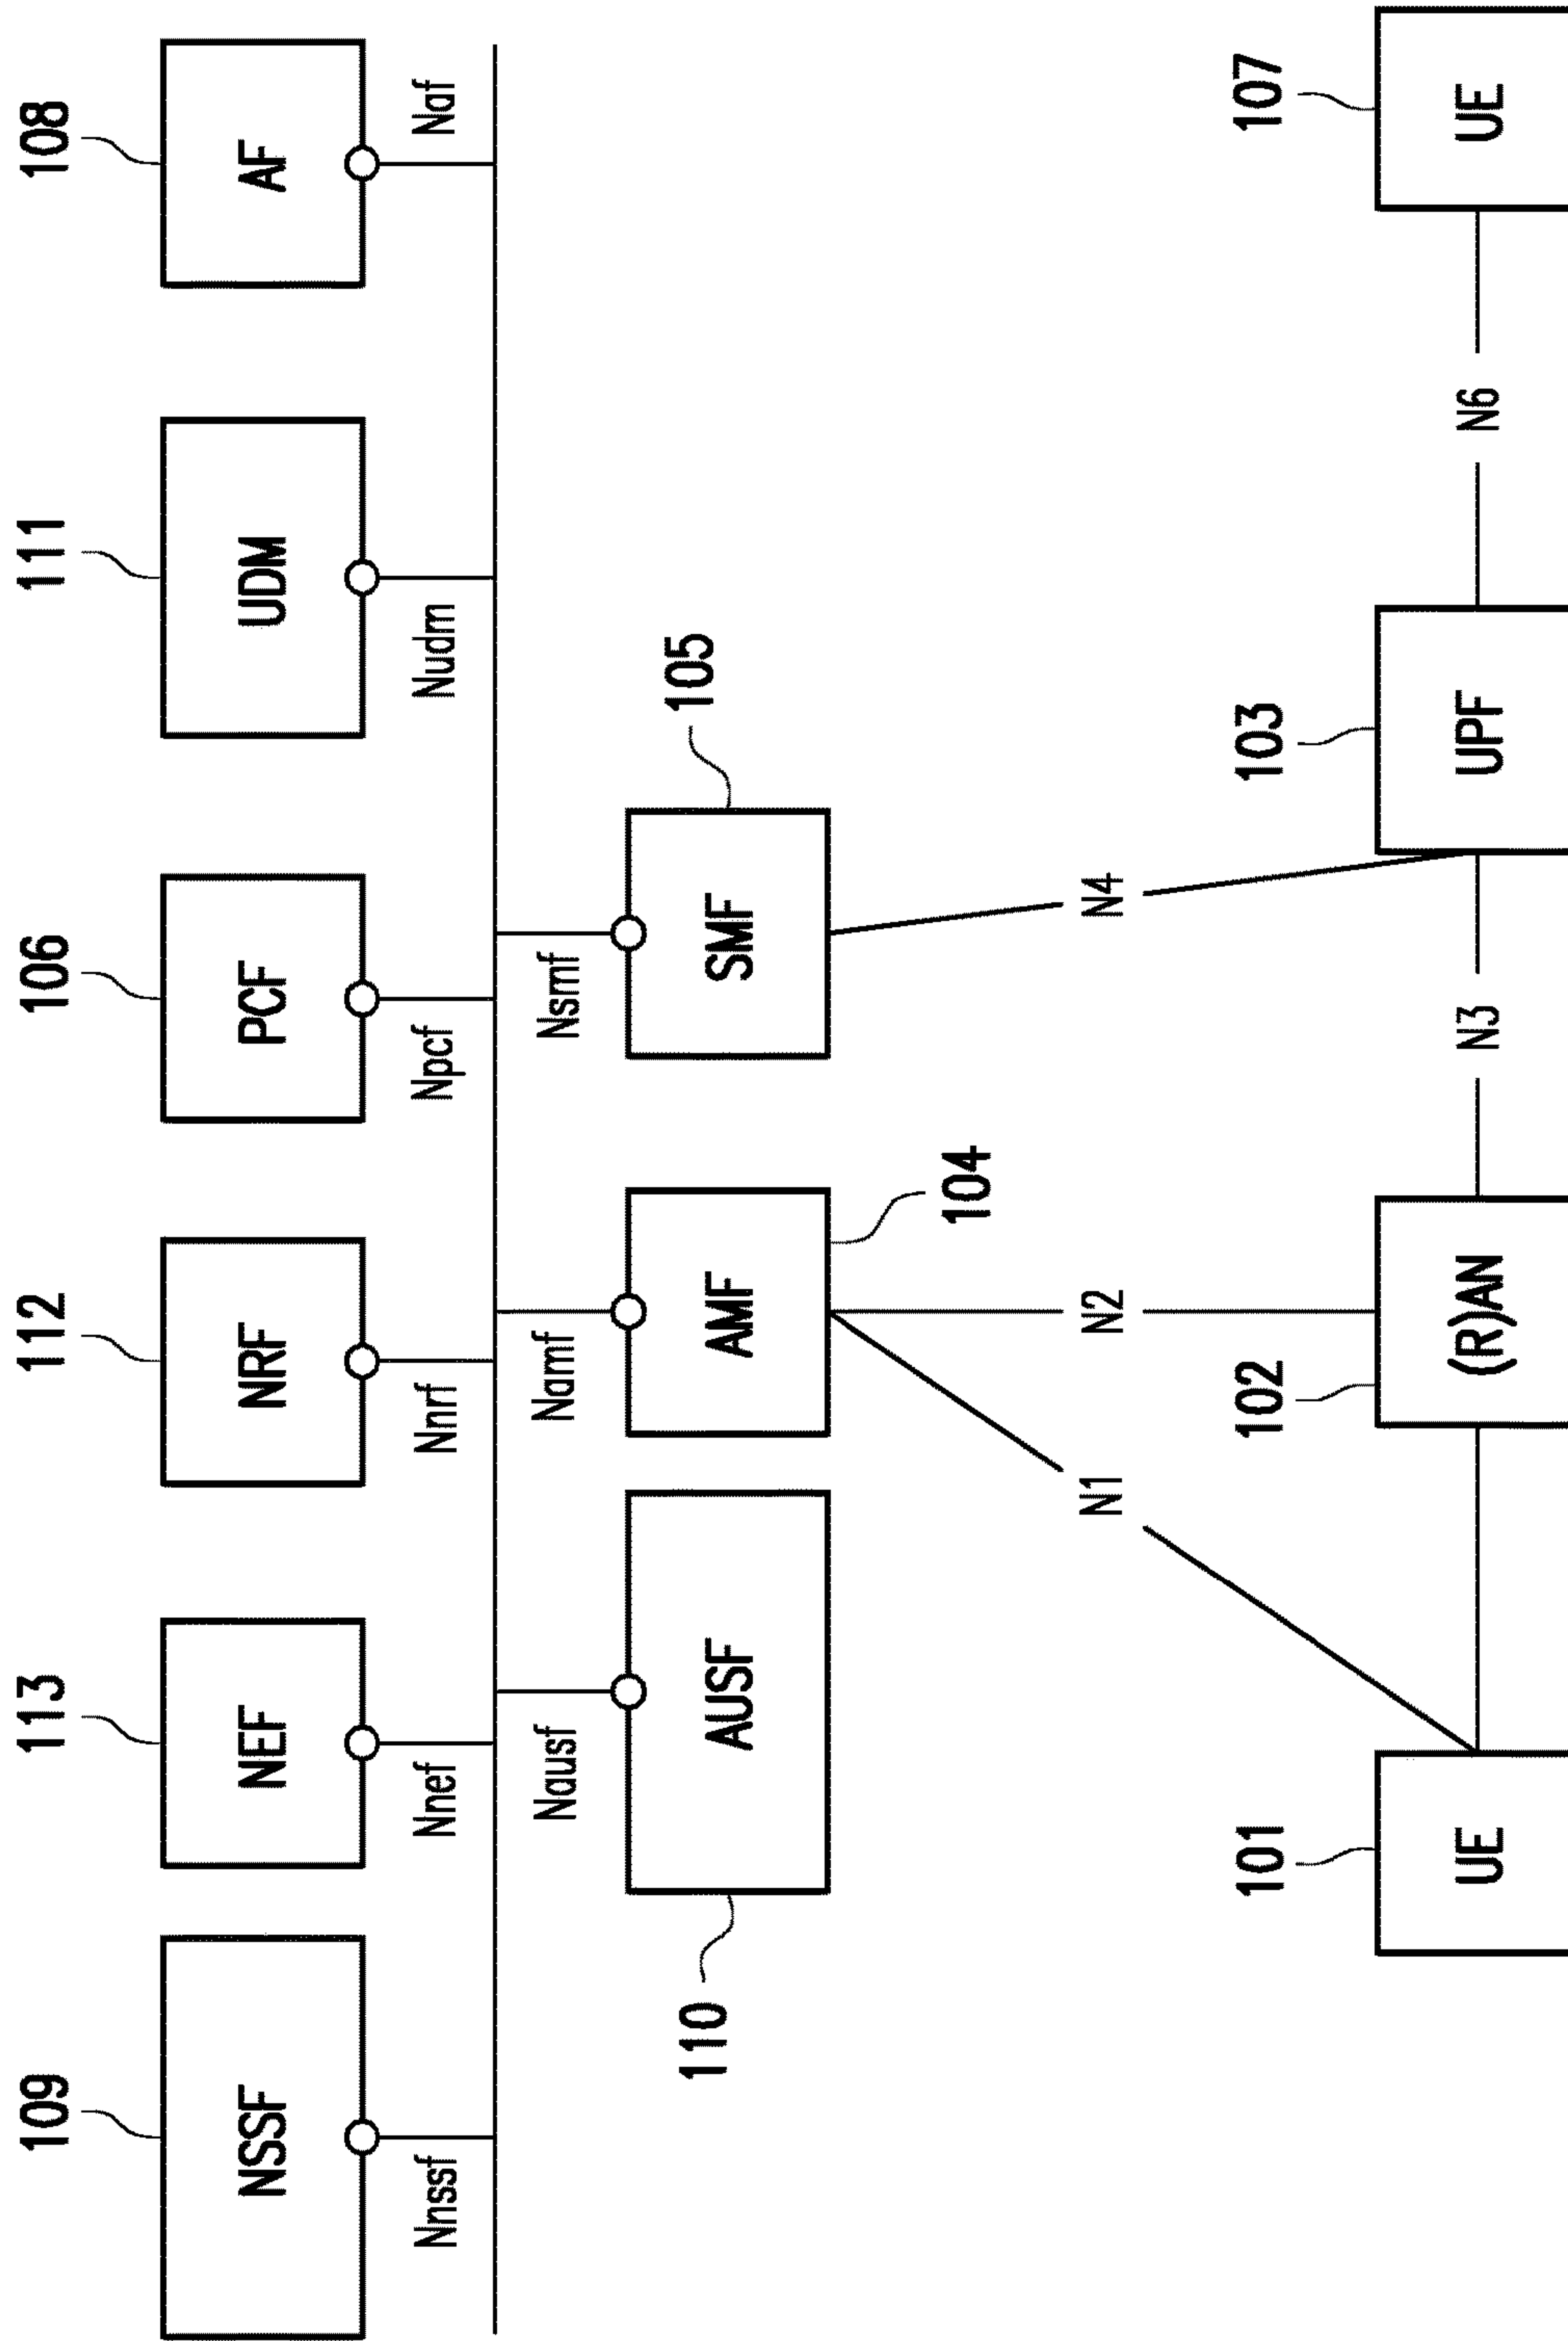 109
113
112
106
111
108
NSSF
NEF
NRF
PCF
UDM
AF
Nnssf
Nnef
Nnrf
Npcf
Nudm
Naf
Nausf
Namf
Nsmf
110
AUSF
AMF
104
SMF
105
N1
N2
N4
101
102
103
107
UE
(R)AN
N3
UPF
N6
UE